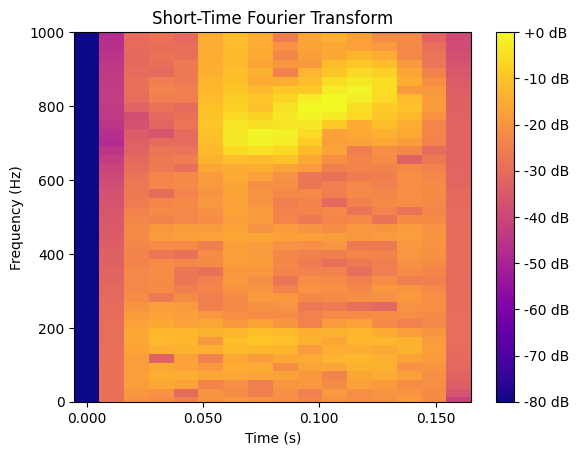 Short-Time Fourier Transform
1000
800
600
400
200
0
Frequency (Hz)
0.000
0.050
0.100
0.150
Time (s)
+0 dB
-10 dB
-20 dB
-30 dB
-40 dB
-50 dB
-60 dB
-70 dB
-80 dB